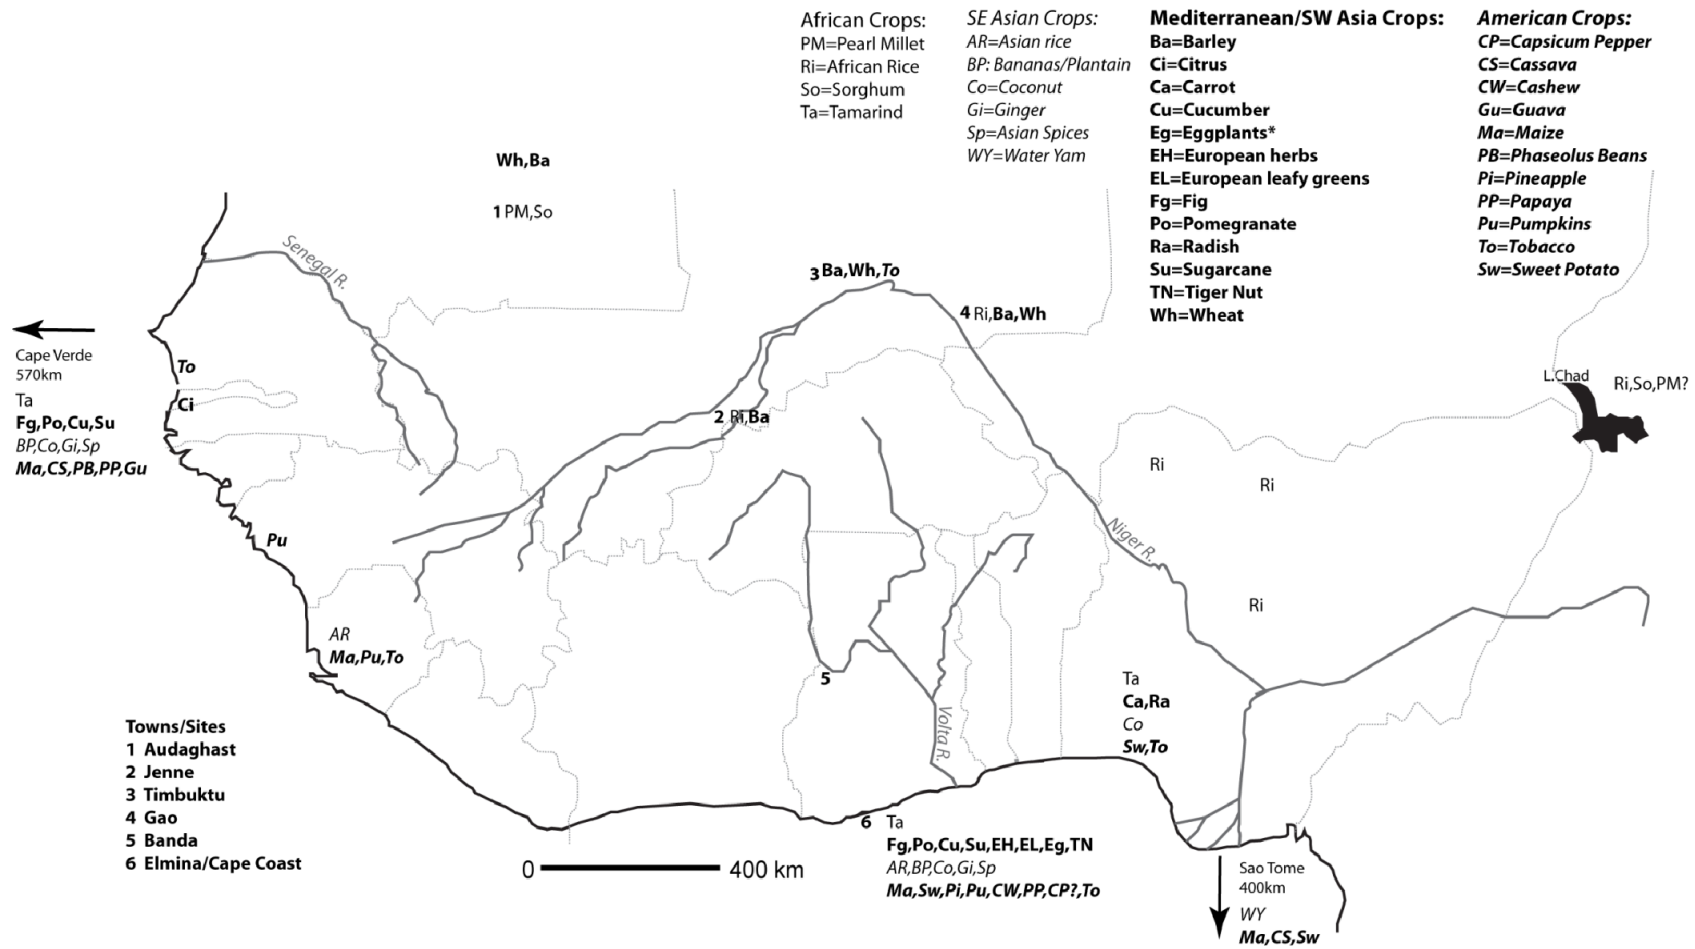 African Crops:
PM=Pearl Millet
Ri=African Rice
So=Sorghum
Ta=Tamarind
SE Asian Crops:
AR=Asian rice
BP: Bananas/Plantain
Co=Coconut
Gi=Ginger
Sp=Asian Spices
WY=Water Yam
Mediterranean/SW Asia Crops:
Ba=Barley
Ci=Citrus
Ca=Carrot
Cu=Cucumber
Eg=Eggplants*
EH=European herbs
EL=European leafy greens
Fg=Fig
Po=Pomegranate
Ra=Radish
Su=Sugarcane
TN=Tiger Nut
Wh=Wheat
American Crops:
CP=Capsicum Pepper
CS=Cassava
CW=Cashew
Gu=Guava
Ma=Maize
PB=Phaseolus Beans
Pi=Pineapple
PP=Papaya
Pu=Pumpkins
To=Tobacco
Sw=Sweet Potato
Wh,Ba
1 PM,So
Senegal R.
3 Ba,Wh,To
4 Ri,Ba,Wh
Cape Verde
570km
Ta
Fg,Po,Cu,Su
BP,Co,Gi,Sp
Ma,CS,PB,PP,Gu
To
Ci
L.Chad
Ri,So,PM?
2 Ri,Ba
Ri
Ri
Pu
Niger R.
Ri
AR
Ma,Pu,To
5
Ta
Ca,Ra
Co
Sw,To
Volta R.
Towns/Sites
1 Audaghast
2 Jenne
3 Timbuktu
4 Gao
5 Banda
6 Elmina/Cape Coast
6 Ta
Fg,Po,Cu,Su,EH,EL,Eg,TN
AR,BP,Co,Gi,Sp
Ma,Sw,Pi,Pu,CW,PP,CP?,To
0 400 km
Sao Tome
400km
WY
Ma,CS,Sw